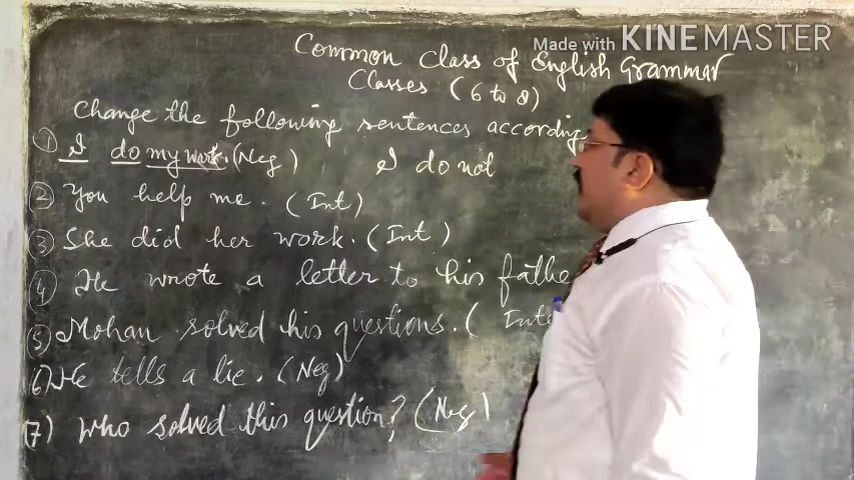 Made with KINEMASTER
Common Class of English Grammar
Classes (6 to 8)
Change the following sentences according
① I do my work. (Neg) I do not
② You help me. (Int)
③ She did her work. (Int)
④ He wrote a letter to his fathe
⑤ Mohan solved his questions. (Inte
6) He tells a lie. (Neg)
(7) Who solved this question? (Neg)